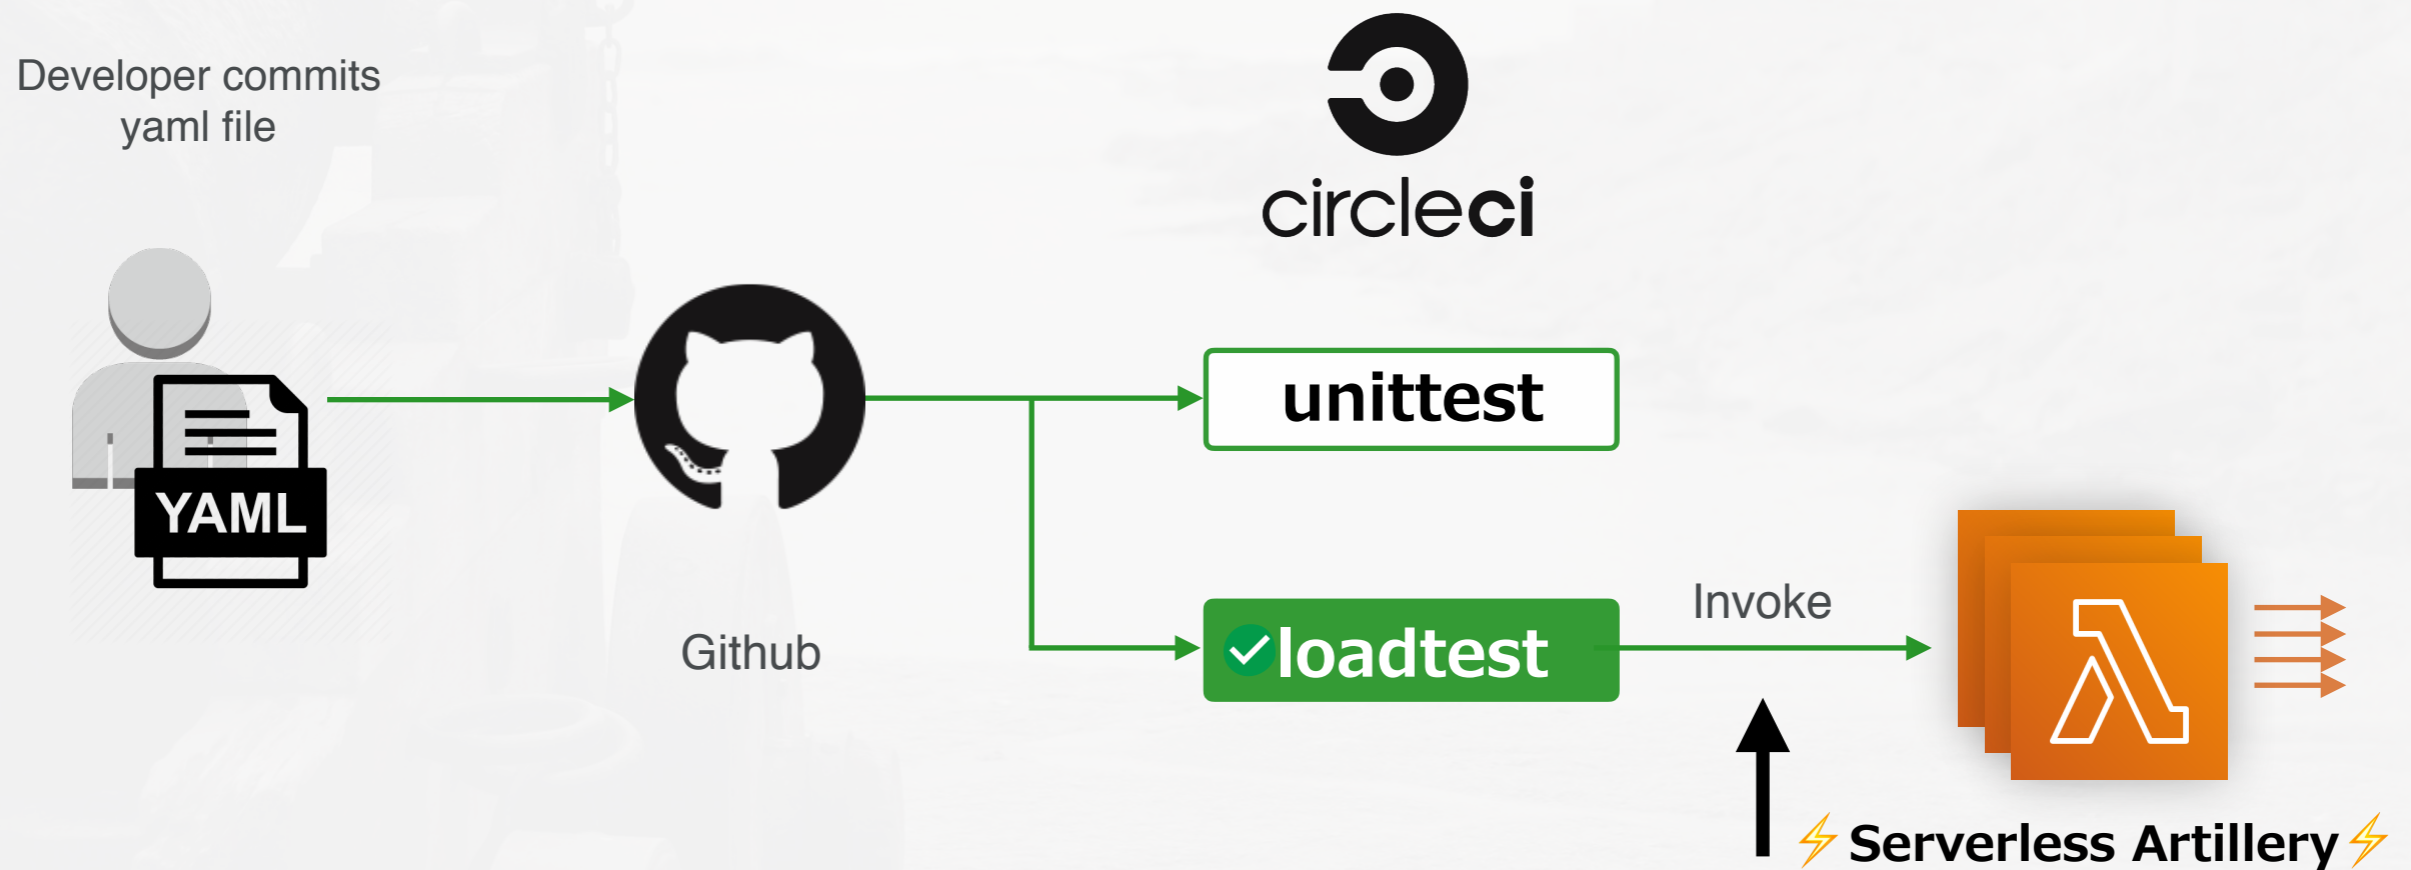 Developer commits
yaml file
circleci
YAML
Github
unittest
loadtest
Invoke
⚡Serverless Artillery⚡